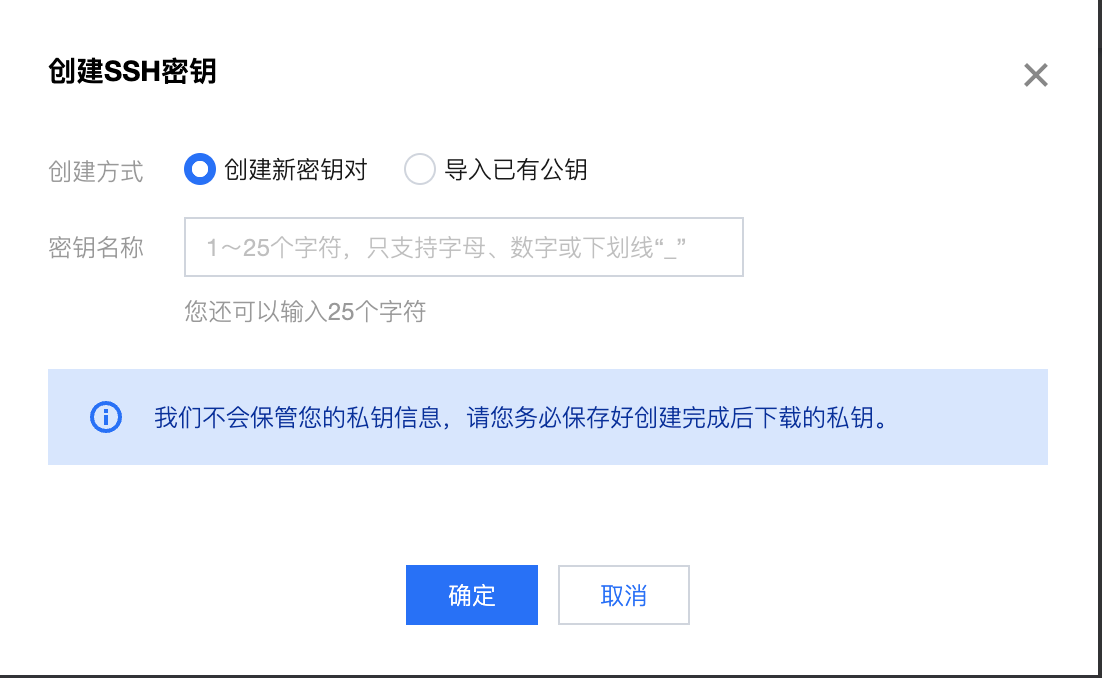 创建SSH密钥
创建方式 创建新密钥对 导入已有公钥
密钥名称 1～25个字符，只支持字母、数字或下划线“_”
您还可以输入25个字符
我们不会保管您的私钥信息，请您务必保存好创建完成后下载的私钥。
确定 取消